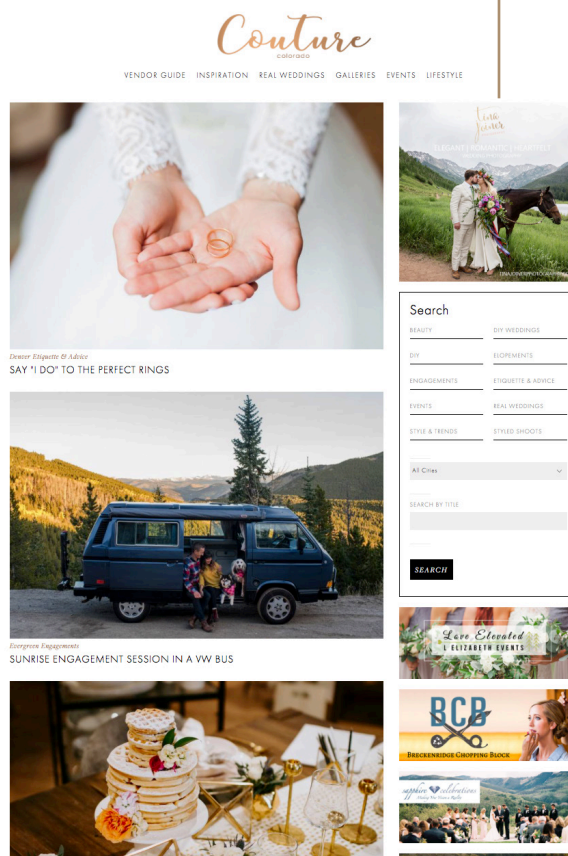 Couture
colorado
VENDOR GUIDE INSPIRATION REAL WEDDINGS GALLERIES EVENTS LIFESTYLE
Denver Etiquette & Advice
SAY "I DO" TO THE PERFECT RINGS
Evergreen Engagements
SUNRISE ENGAGEMENT SESSION IN A VW BUS
ELEGANT | ROMANTIC | HEARTFELT
Search
BEAUTY DIY WEDDINGS
DIY ELOPEMENTS
ENGAGEMENTS ETIQUETTE & ADVICE
EVENTS REAL WEDDINGS
STYLE & TRENDS STYLED SHOOTS
All Cities
SEARCH BY TITLE
SEARCH
Love, Elevated
L ELIZABETH EVENTS
BCB
BRECKENRIDGE CHOPPING BLOCK
sapphire celebrations